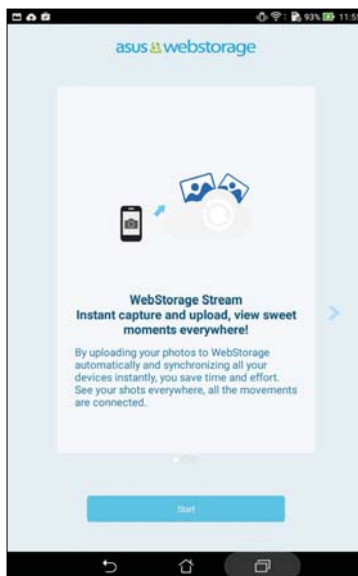 93% 11:5
asus webstorage
WebStorage Stream
Instant capture and upload, view sweet
moments everywhere!
By uploading your photos to WebStorage
automatically and synchronizing all your
devices instantly, you save time and effort.
See your shots everywhere, all the movements
are connected.
Start